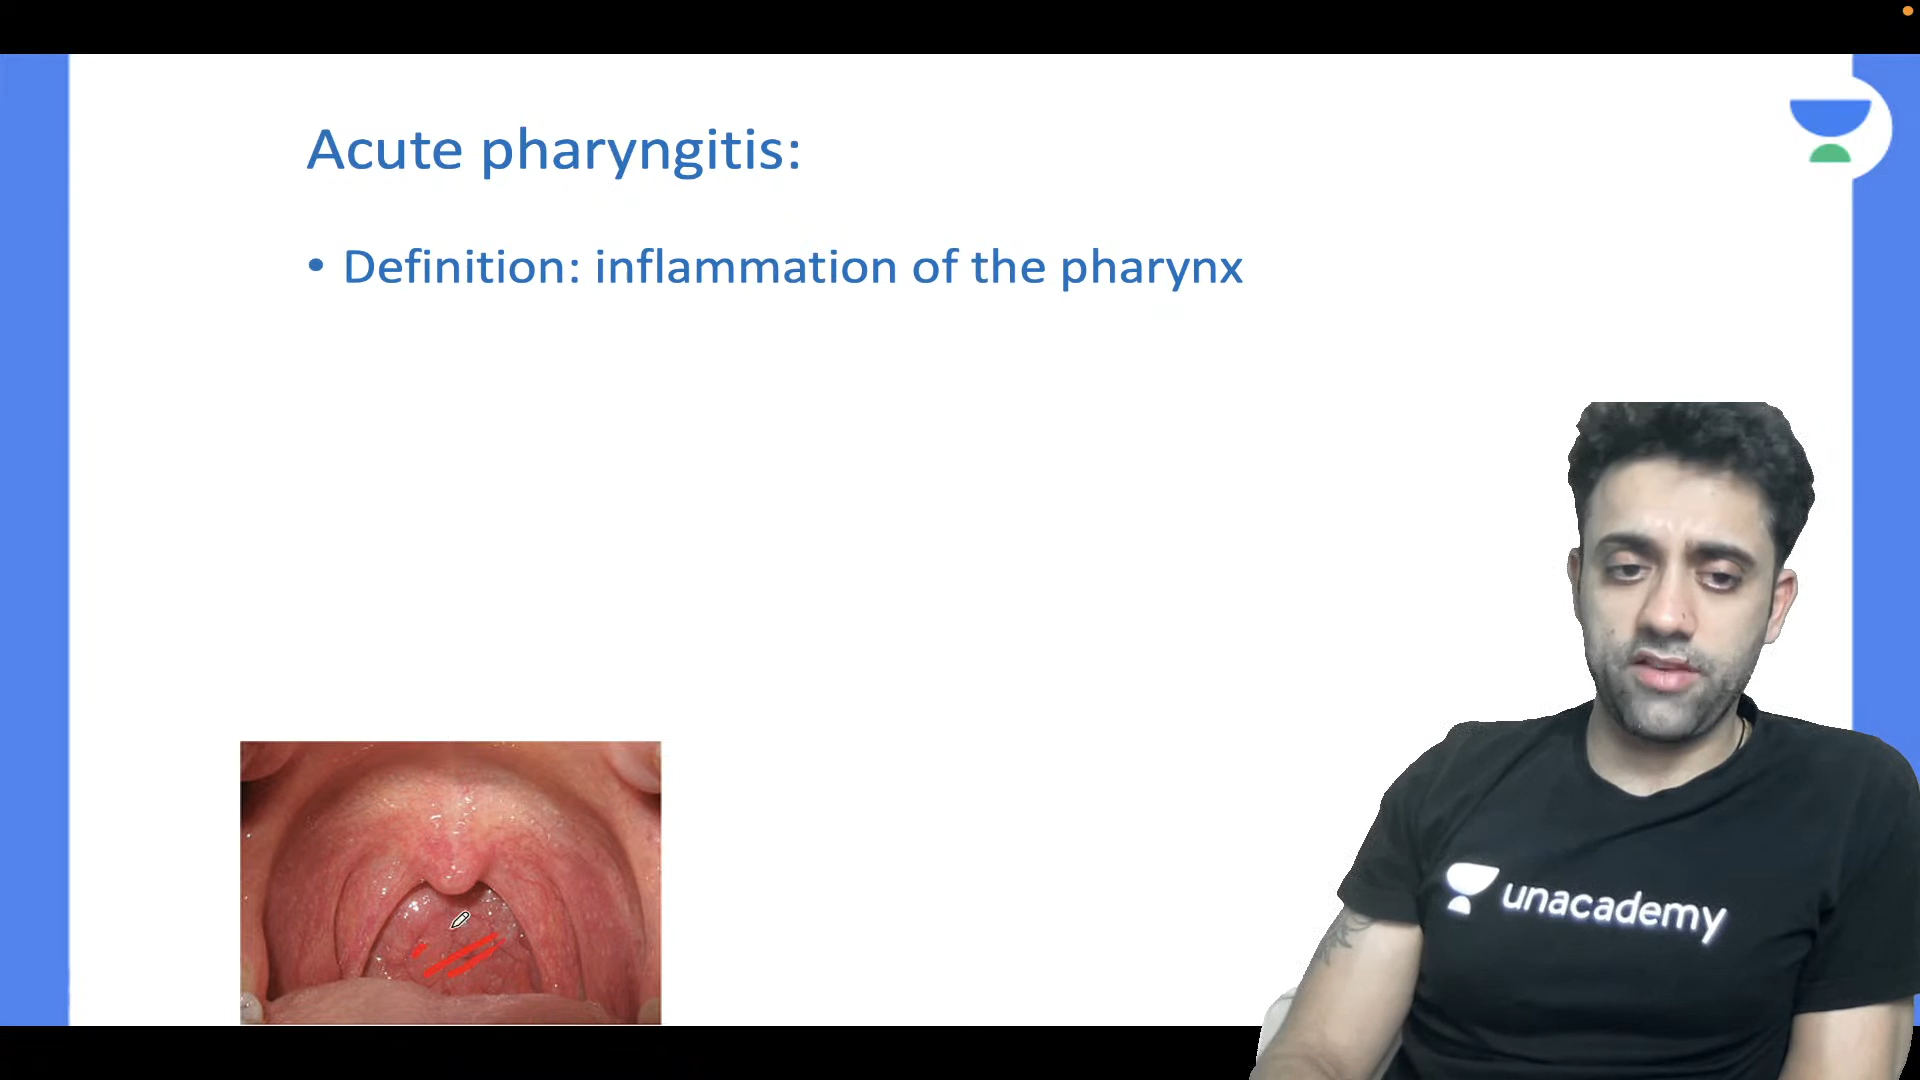 Acute pharyngitis:
• Definition: inflammation of the pharynx
unacademy